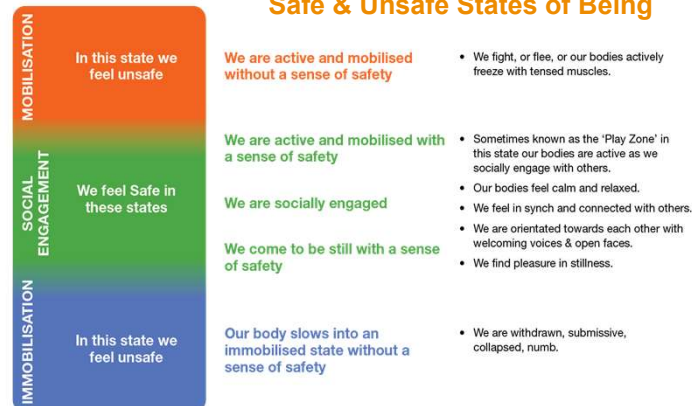 Safe & Unsafe States of Being
MOBILISATION
In this state we
feel unsafe
We are active and mobilised
without a sense of safety
• We fight, or flee, or our bodies actively
freeze with tensed muscles.
SOCIAL
ENGAGEMENT
We feel Safe in
these states
We are active and mobilised with
a sense of safety
We are socially engaged
We come to be still with a sense
of safety
• Sometimes known as the ‘Play Zone’ in
this state our bodies are active as we
socially engage with others.
• Our bodies feel calm and relaxed.
• We feel in synch and connected with others.
• We are orientated towards each other with
welcoming voices & open faces.
• We find pleasure in stillness.
IMMOBILISATION
In this state we
feel unsafe
Our body slows into an
immobilised state without a
sense of safety
• We are withdrawn, submissive,
collapsed, numb.